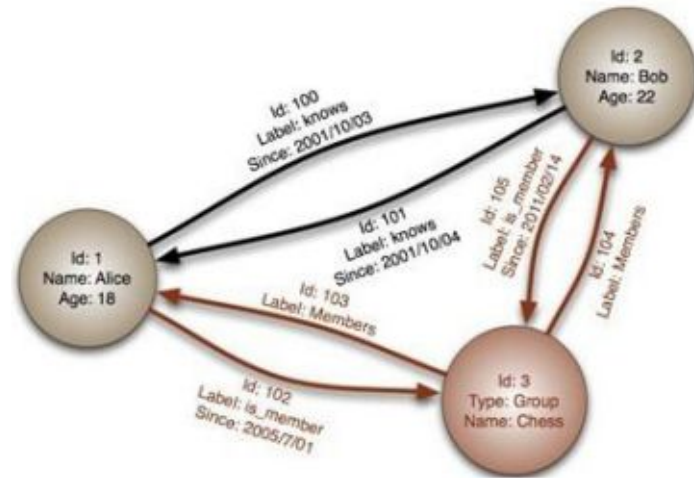 Id: 2
Name: Bob
Age: 22
Id: 100
Label: knows
Since: 2001/10/03
Id: 101
Label: knows
Since: 2001/10/04
Id: 105
Label: is_member
Since: 2011/02/14
Id: 104
Label: Members
Id: 1
Name: Alice
Age: 18
Id: 103
Label: Members
Id: 102
Label: is_member
Since: 2005/7/01
Id: 3
Type: Group
Name: Chess